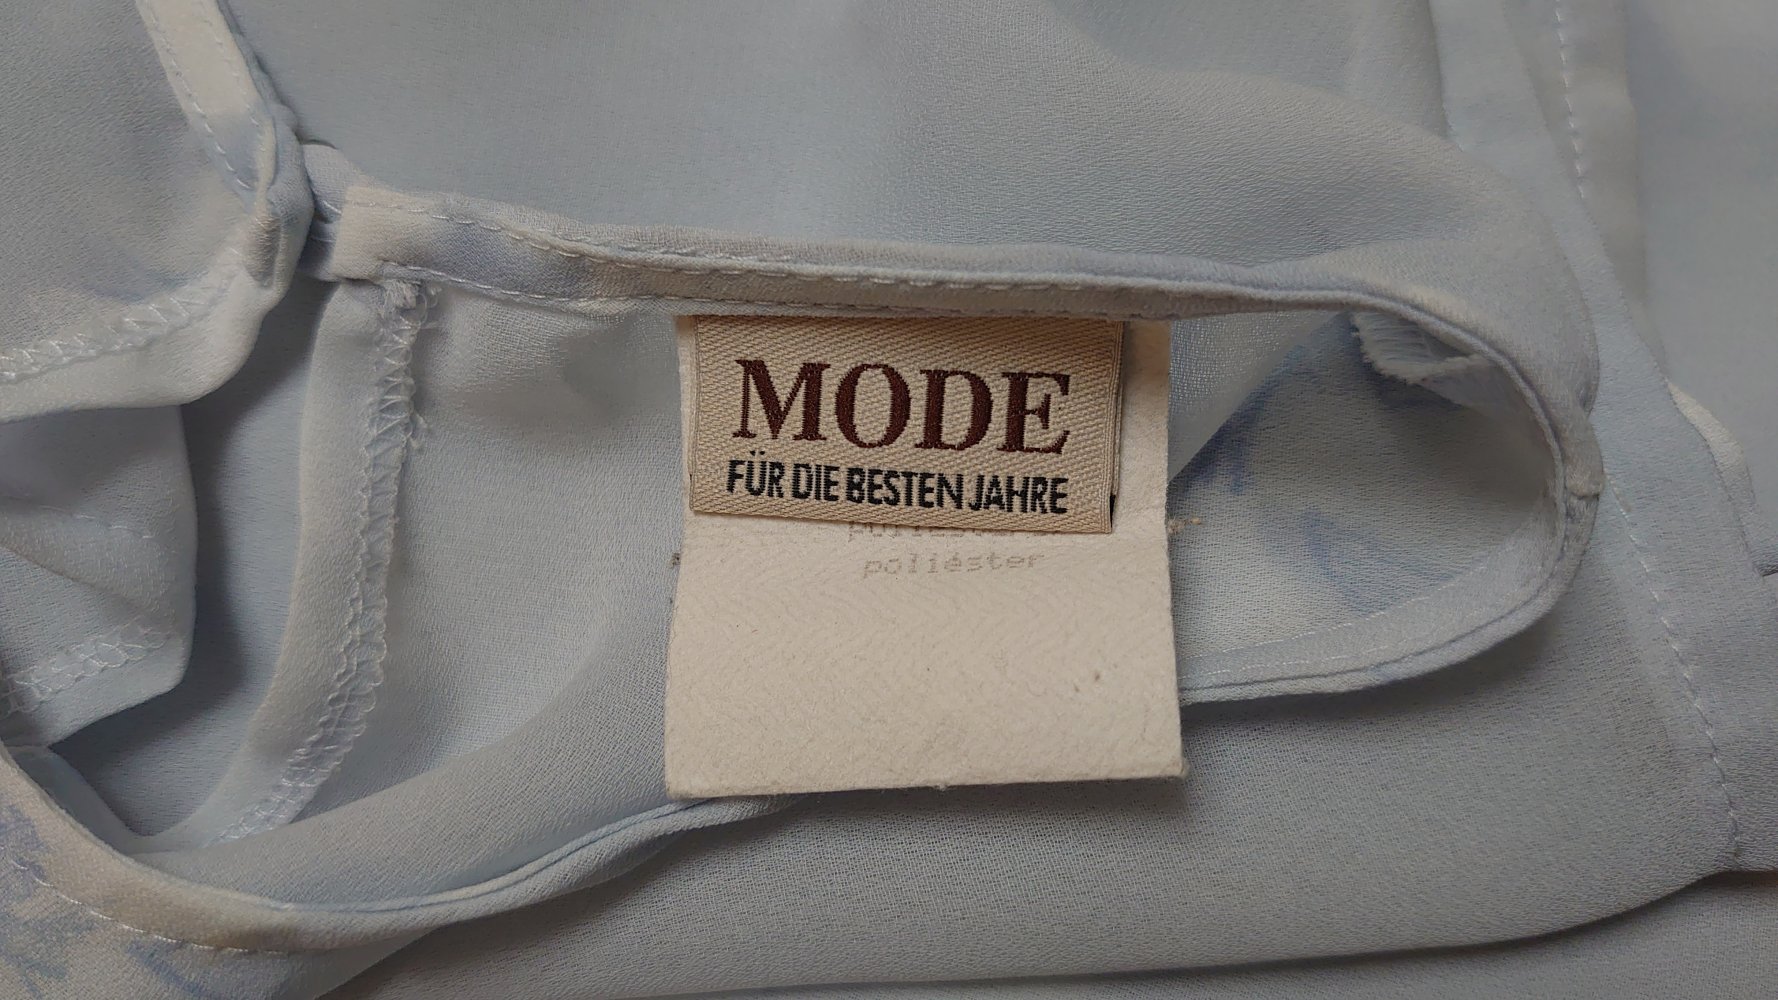 MODE
FÜR DIE BESTEN JAHRE
poliéster